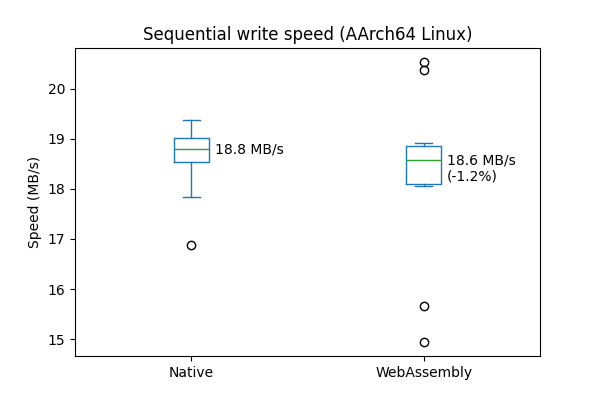 Sequential write speed (AArch64 Linux)
Speed (MB/s)
20
19
18
17
16
15
18.8 MB/s
18.6 MB/s
(-1.2%)
Native
WebAssembly